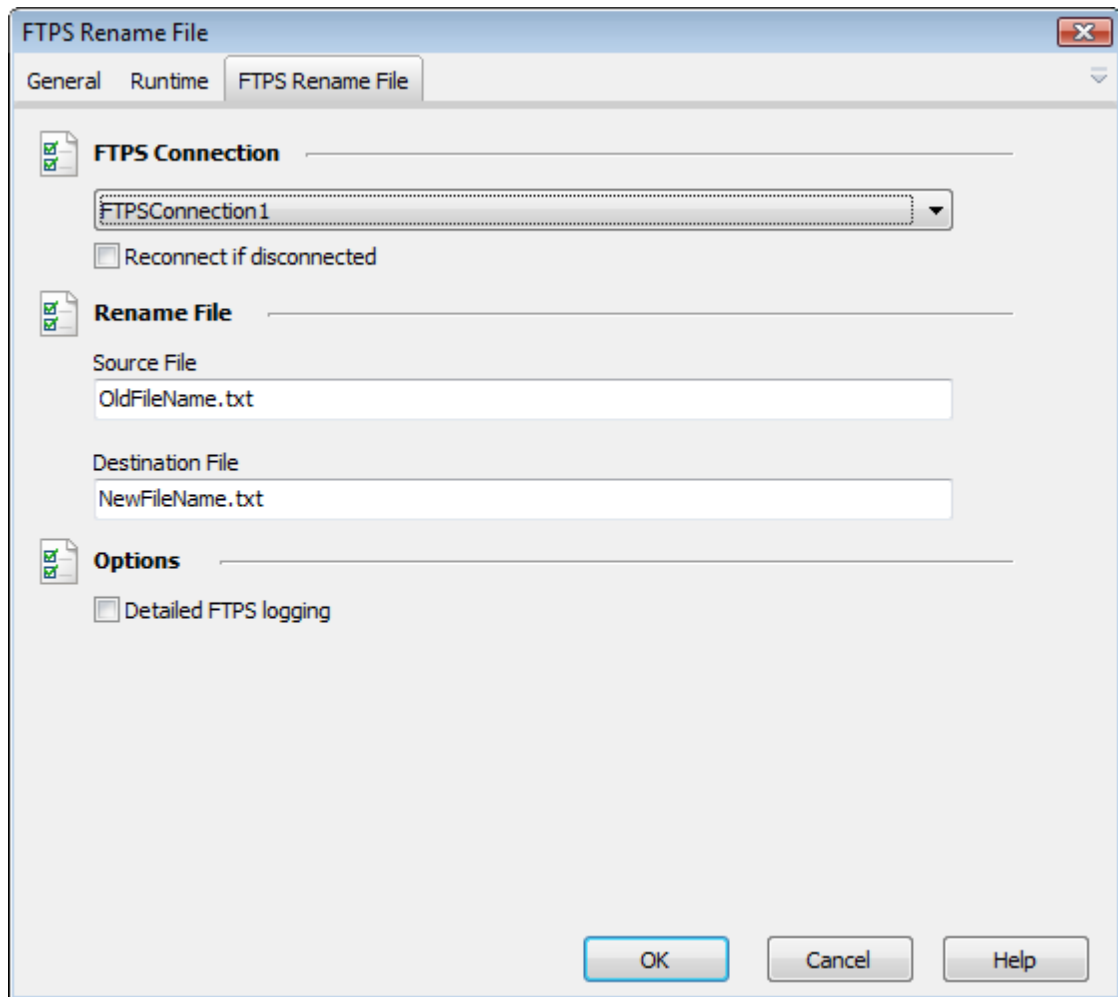 FTPS Rename File
General Runtime FTPS Rename File
FTPS Connection
FTPSConnection1
Reconnect if disconnected
Rename File
Source File
OldFileName.txt
Destination File
NewFileName.txt
Options
Detailed FTPS logging
OK Cancel Help